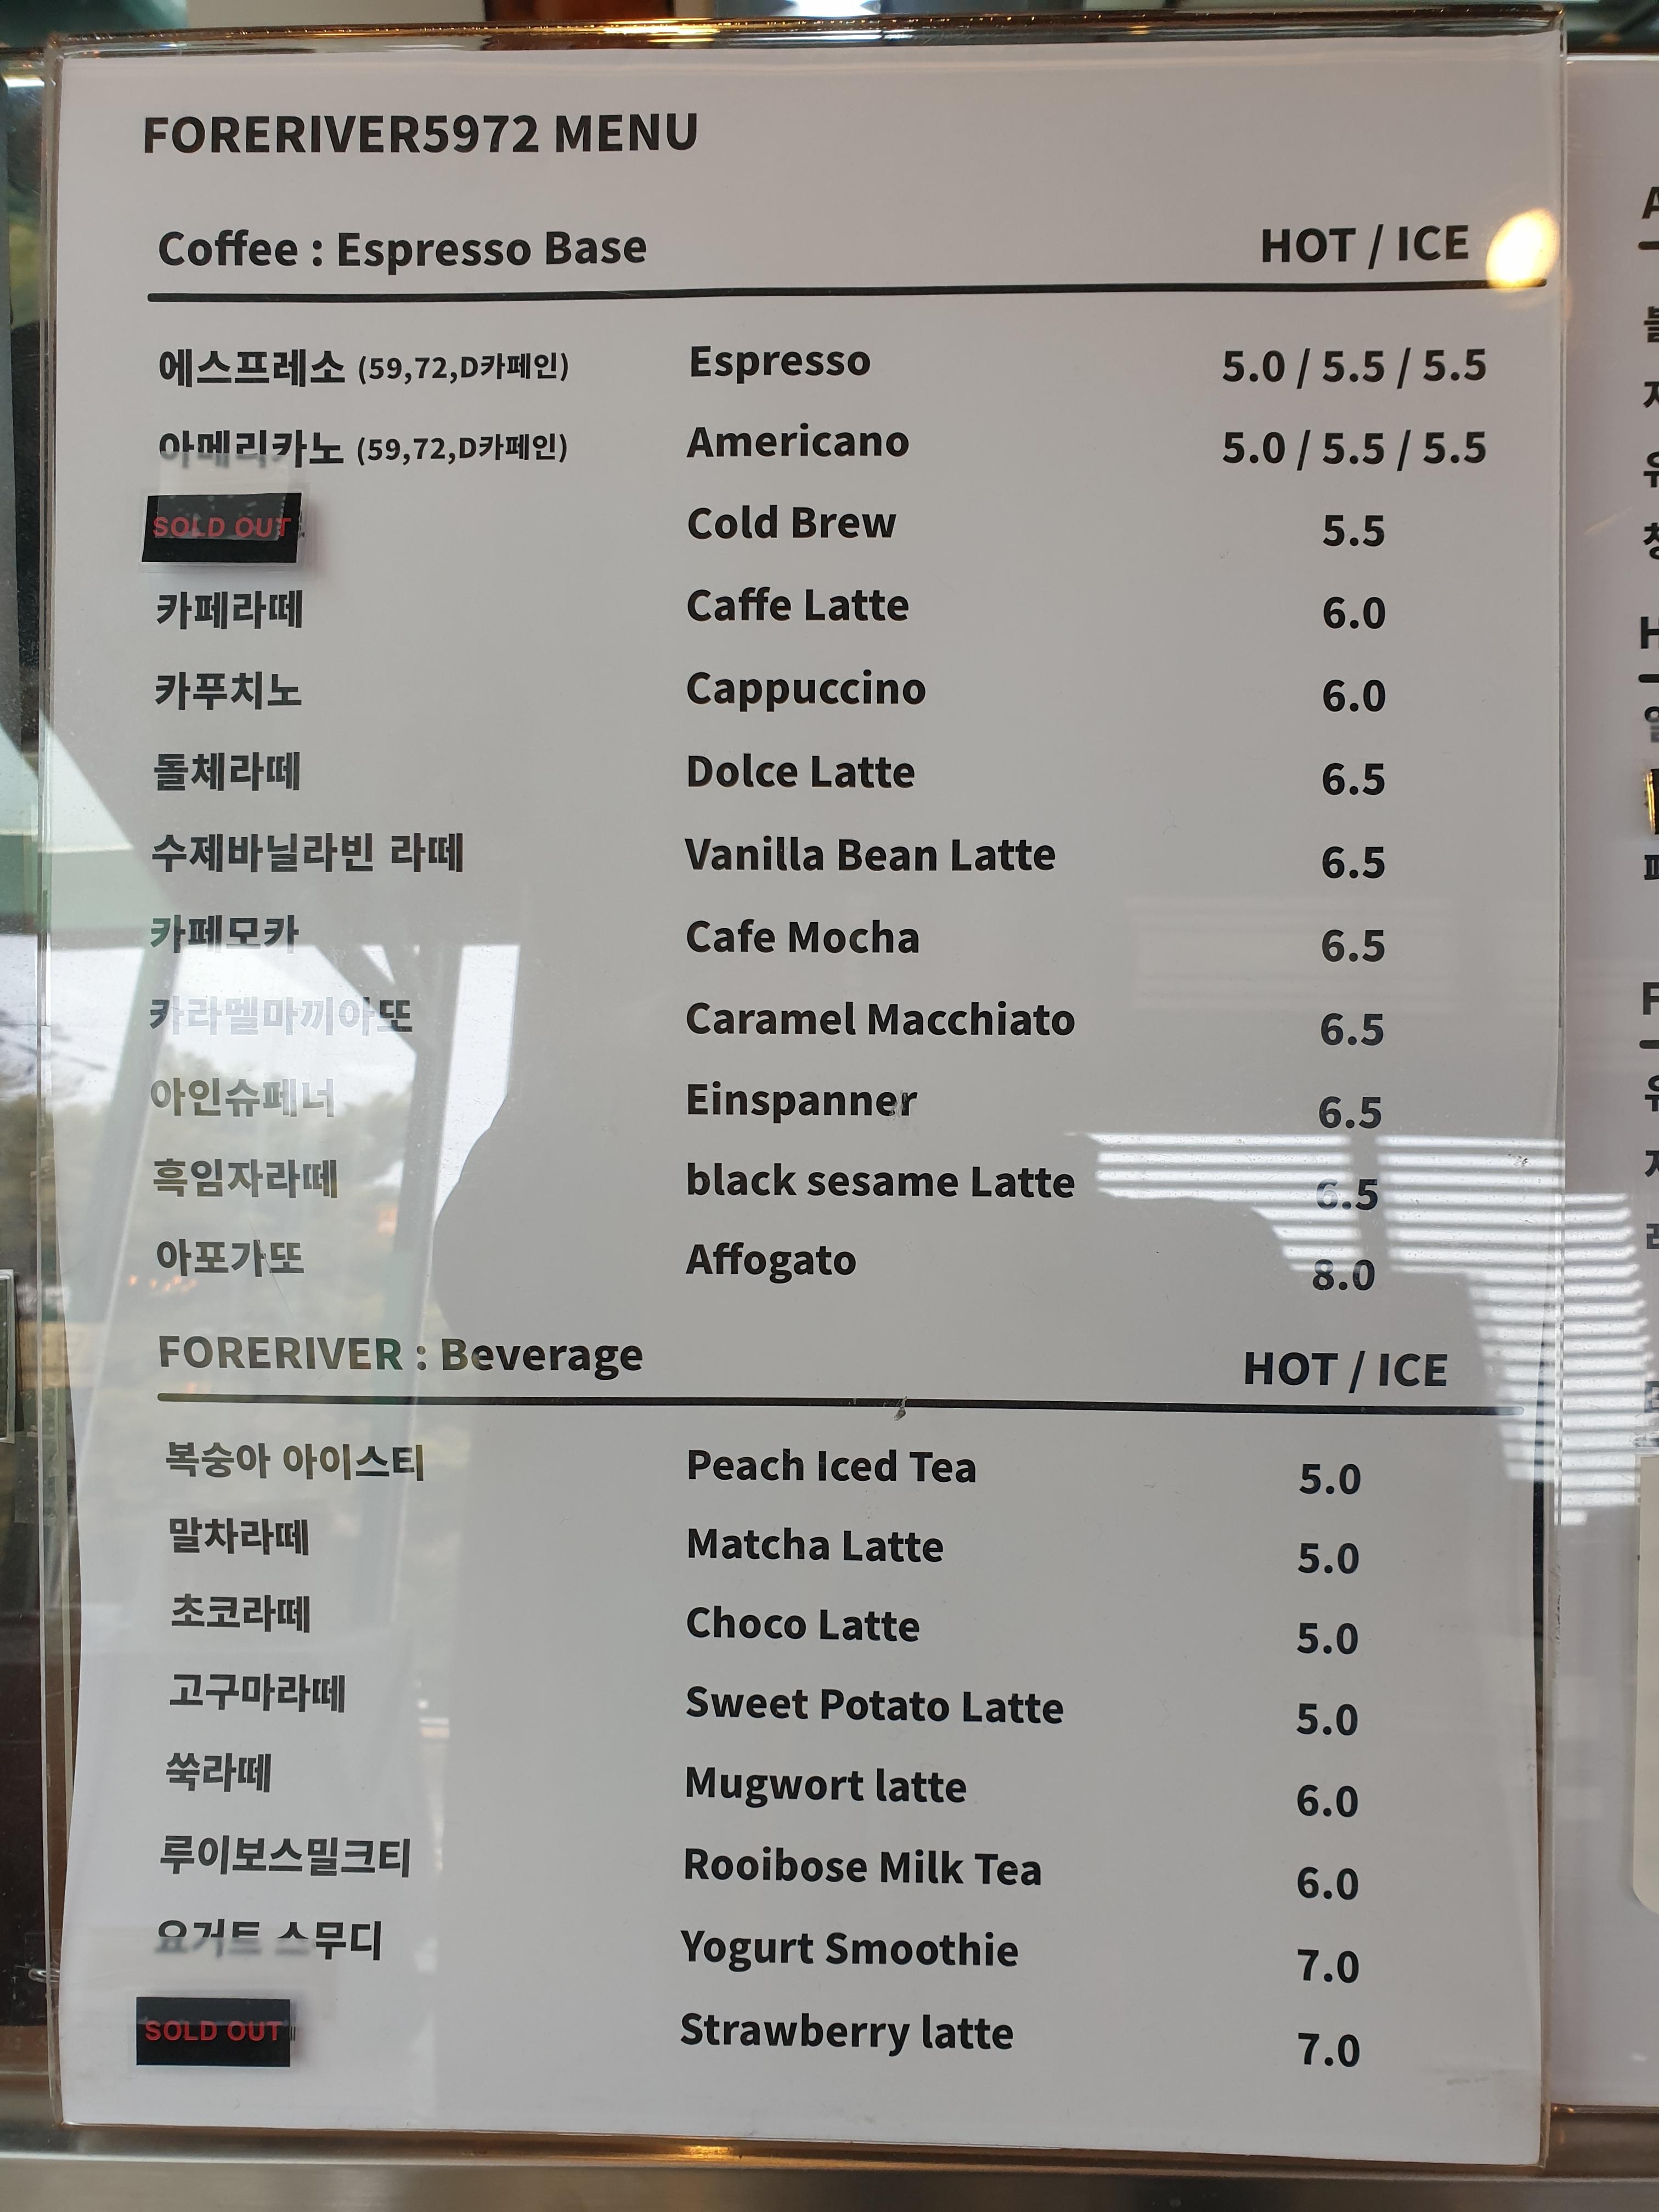 FORERIVER5972 MENU
Coffee : Espresso Base HOT / ICE
에스프레소 (59,72,D카페인) Espresso 5.0 / 5.5 / 5.5
아메리카노 (59,72,D카페인) Americano 5.0 / 5.5 / 5.5
SOLD OUT Cold Brew 5.5
카페라떼 Caffe Latte 6.0
카푸치노 Cappuccino 6.0
돌체라떼 Dolce Latte 6.5
수제바닐라빈 라떼 Vanilla Bean Latte 6.5
카페모카 Cafe Mocha 6.5
카라멜마끼아또 Caramel Macchiato 6.5
아인슈페너 Einspanner 6.5
흑임자라떼 black sesame Latte 6.5
아포가또 Affogato 8.0
FORERIVER : Beverage HOT / ICE
복숭아 아이스티 Peach Iced Tea 5.0
말차라떼 Matcha Latte 5.0
초코라떼 Choco Latte 5.0
고구마라떼 Sweet Potato Latte 5.0
쑥라떼 Mugwort latte 6.0
루이보스밀크티 Rooibose Milk Tea 6.0
요거트 스무디 Yogurt Smoothie 7.0
SOLD OUT Strawberry latte 7.0